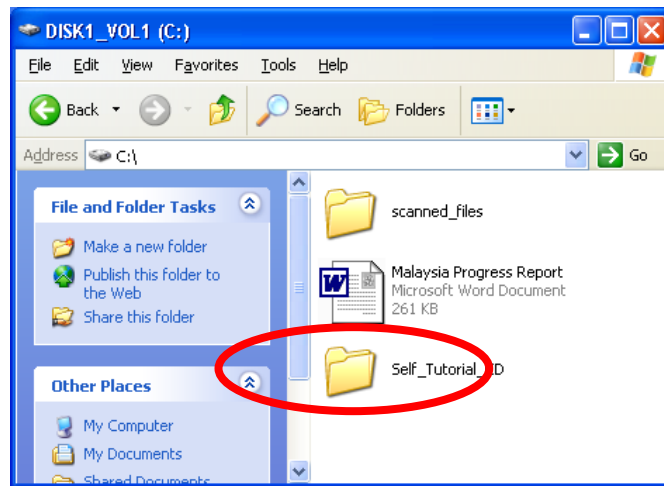 DISK1_VOL1 (C:)
File Edit View Favorites Tools Help
Back Search Folders
Address C:\ Go
File and Folder Tasks
Make a new folder
Publish this folder to
the Web
Share this folder
Other Places
My Computer
My Documents
Shared Documents
scanned_files
Malaysia Progress Report
Microsoft Word Document
261 KB